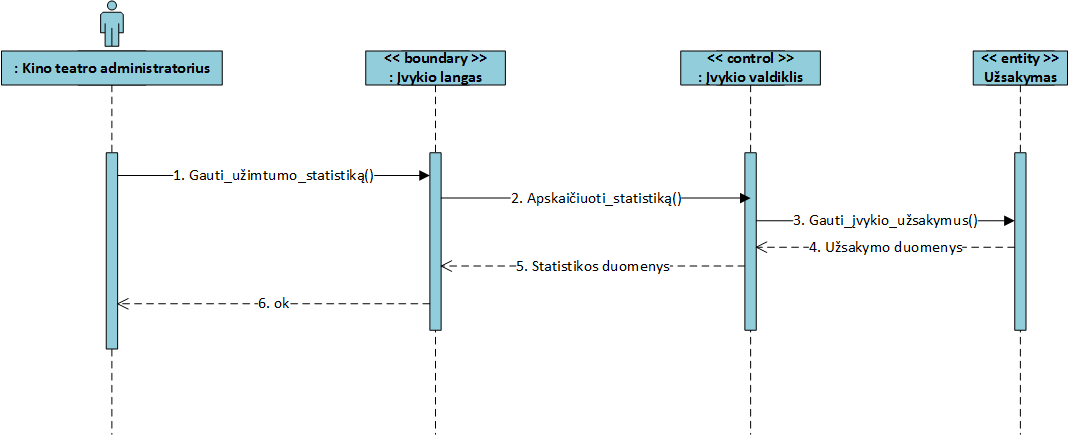 : Kino teatro administratorius
<< boundary >>
: Įvykio langas
<< control >>
: Įvykio valdiklis
<< entity >>
Užsakymas
1. Gauti_užimtumo_statistiką()
2. Apskaičiuoti_statistiką()
3. Gauti_įvykio_užsakymus()
4. Užsakymo duomenys
5. Statistikos duomenys
6. ok